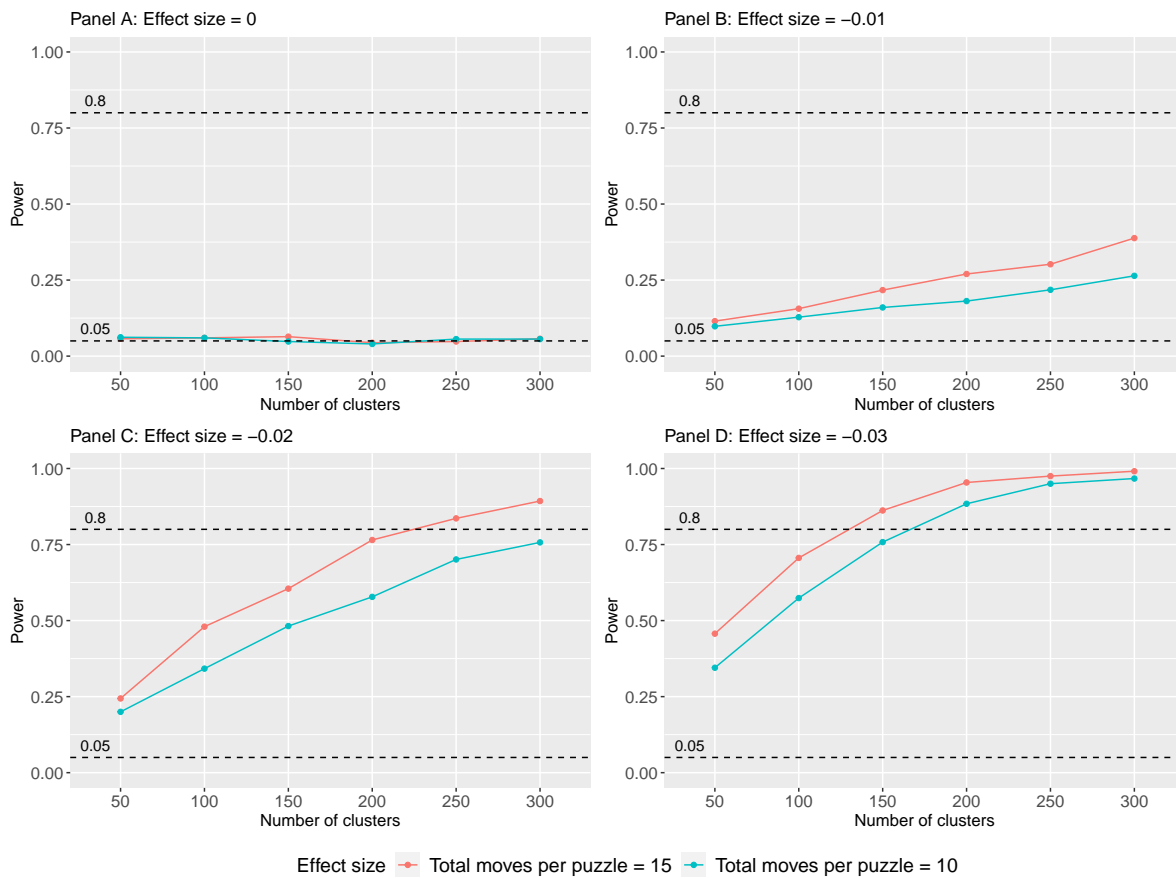 Panel A: Effect size = 0
1.00
0.8
0.75
Power
0.50
0.25
0.05
0.00
50 100 150 200 250 300
Number of clusters
Panel B: Effect size = −0.01
1.00
0.8
0.75
Power
0.50
0.25
0.05
0.00
50 100 150 200 250 300
Number of clusters
Panel C: Effect size = −0.02
1.00
0.8
0.75
Power
0.50
0.25
0.05
0.00
50 100 150 200 250 300
Number of clusters
Panel D: Effect size = −0.03
1.00
0.8
0.75
Power
0.50
0.25
0.05
0.00
50 100 150 200 250 300
Number of clusters
Effect size Total moves per puzzle = 15 Total moves per puzzle = 10